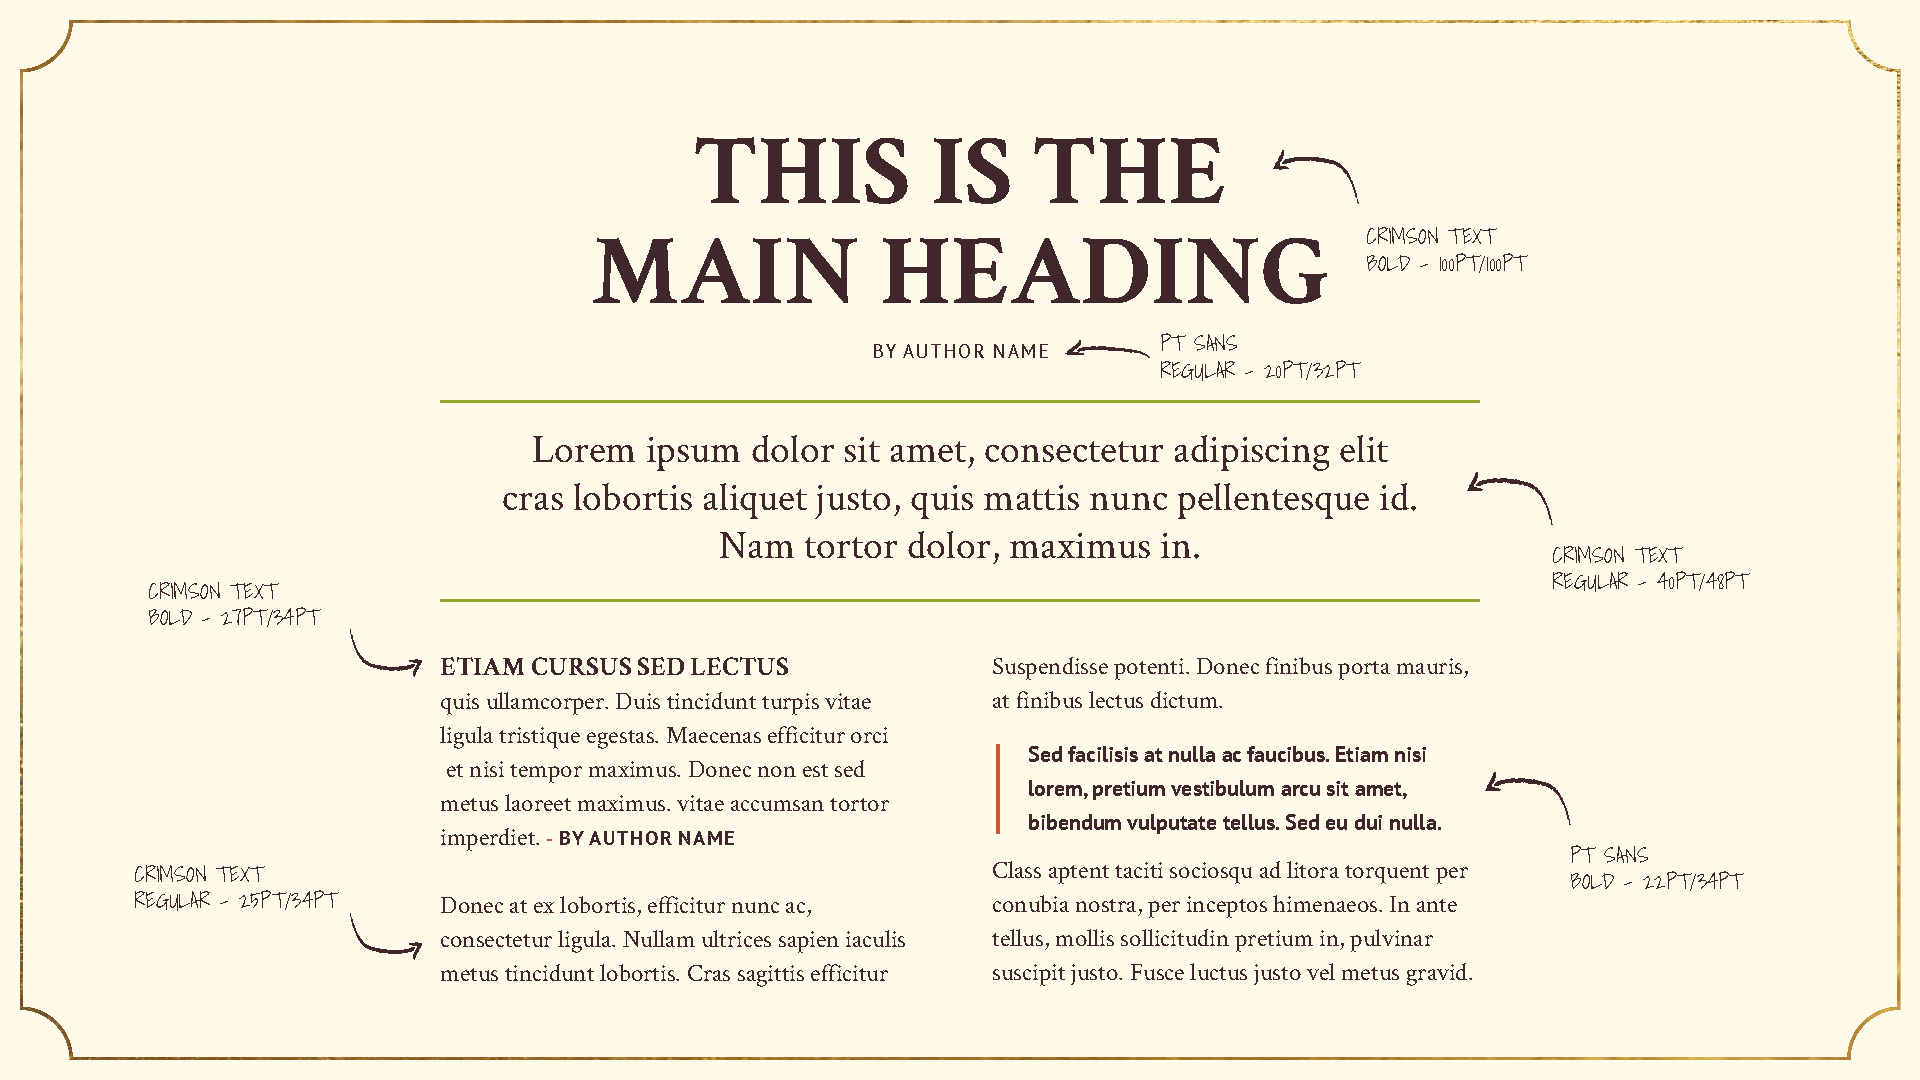 THIS IS THE
MAIN HEADING
CRIMSON TEXT
BOLD - 100PT/100PT
BY AUTHOR NAME
PT SANS
REGULAR - 20PT/32PT
Lorem ipsum dolor sit amet, consectetur adipiscing elit
cras lobortis aliquet justo, quis mattis nunc pellentesque id.
Nam tortor dolor, maximus in.
CRIMSON TEXT
REGULAR - 40PT/48PT
CRIMSON TEXT
BOLD - 27PT/34PT
ETIAM CURSUS SED LECTUS
quis ullamcorper. Duis tincidunt turpis vitae
ligula tristique egestas. Maecenas efficitur orci
et nisi tempor maximus. Donec non est sed
metus laoreet maximus. vitae accumsan tortor
imperdiet. - BY AUTHOR NAME
CRIMSON TEXT
REGULAR - 25PT/34PT
Donec at ex lobortis, efficitur nunc ac,
consectetur ligula. Nullam ultrices sapien iaculis
metus tincidunt lobortis. Cras sagittis efficitur
Suspendisse potenti. Donec finibus porta mauris,
at finibus lectus dictum.
Sed facilisis at nulla ac faucibus. Etiam nisi
lorem, pretium vestibulum arcu sit amet,
bibendum vulputate tellus. Sed eu dui nulla.
PT SANS
BOLD - 22PT/34PT
Class aptent taciti sociosqu ad litora torquent per
conubia nostra, per inceptos himenaeos. In ante
tellus, mollis sollicitudin pretium in, pulvinar
suscipit justo. Fusce luctus justo vel metus gravid.